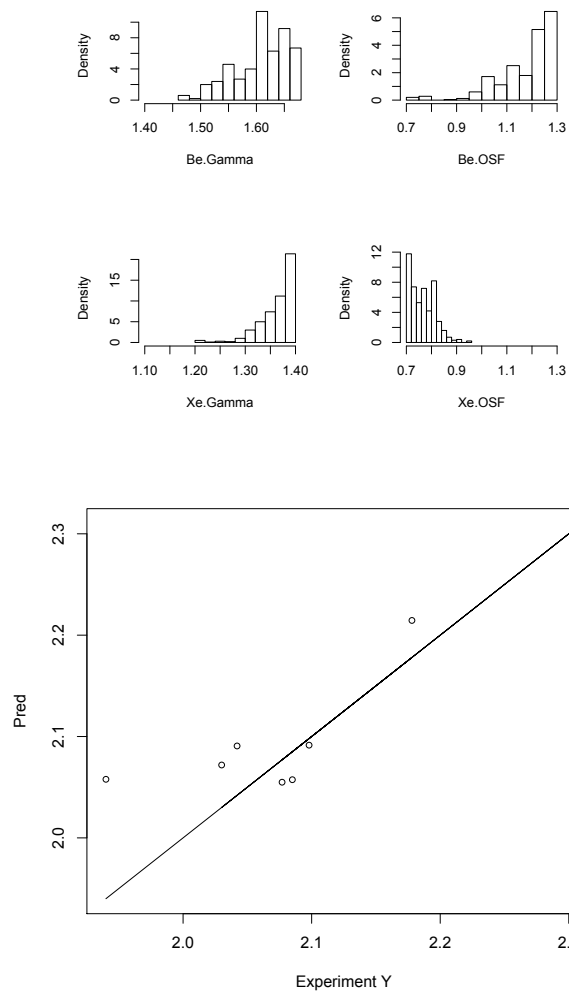 Density
0 4 8
1.40 1.50 1.60
Be.Gamma
Density
0 2 4 6
0.7 0.9 1.1 1.3
Be.OSF
Density
0 5 15
1.10 1.20 1.30 1.40
Xe.Gamma
Density
0 4 8 12
0.7 0.9 1.1 1.3
Xe.OSF
Pred
2.0 2.1 2.2 2.3
2.0 2.1 2.2 2.
Experiment Y